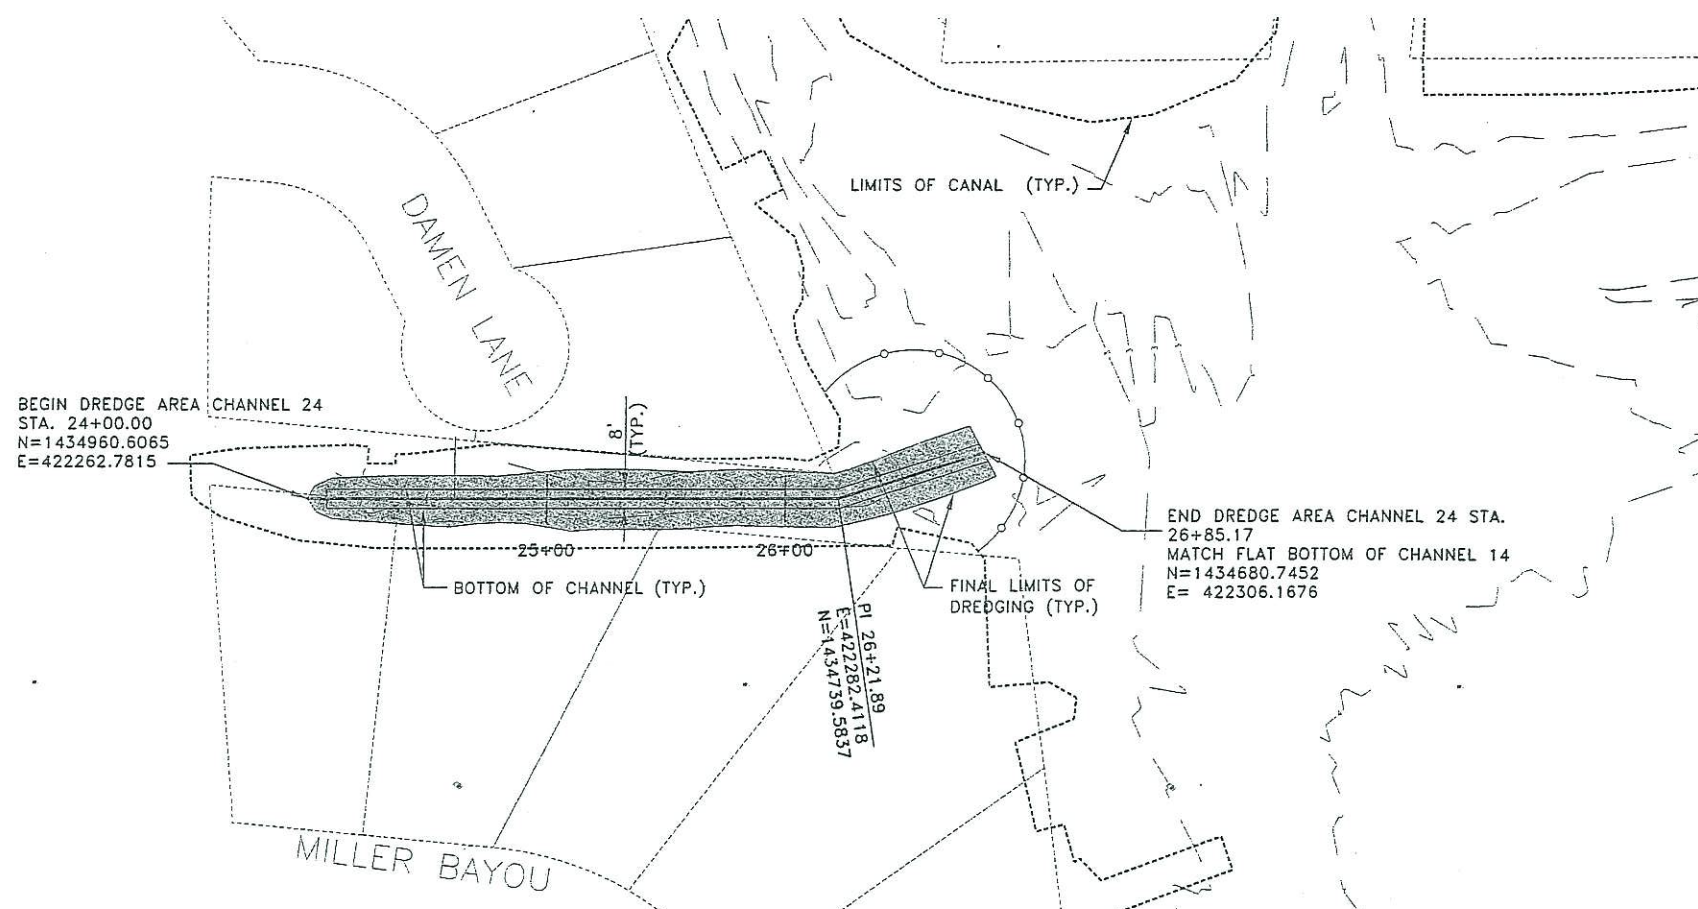 LIMITS OF CANAL (TYP.)
DAMEN LANE
BEGIN DREDGE AREA CHANNEL 24
STA. 24+00.00
N=1434960.6065
E=422262.7815
8'
(TYP.)
25+00
26+00
BOTTOM OF CHANNEL (TYP.)
FINAL LIMITS OF
DREDGING (TYP.)
END DREDGE AREA CHANNEL 24 STA.
26+85.17
MATCH FLAT BOTTOM OF CHANNEL 14
N=1434680.7452
E= 422306.1676
PI 26+21.89
E=422282.4118
N=1434739.5837
MILLER BAYOU